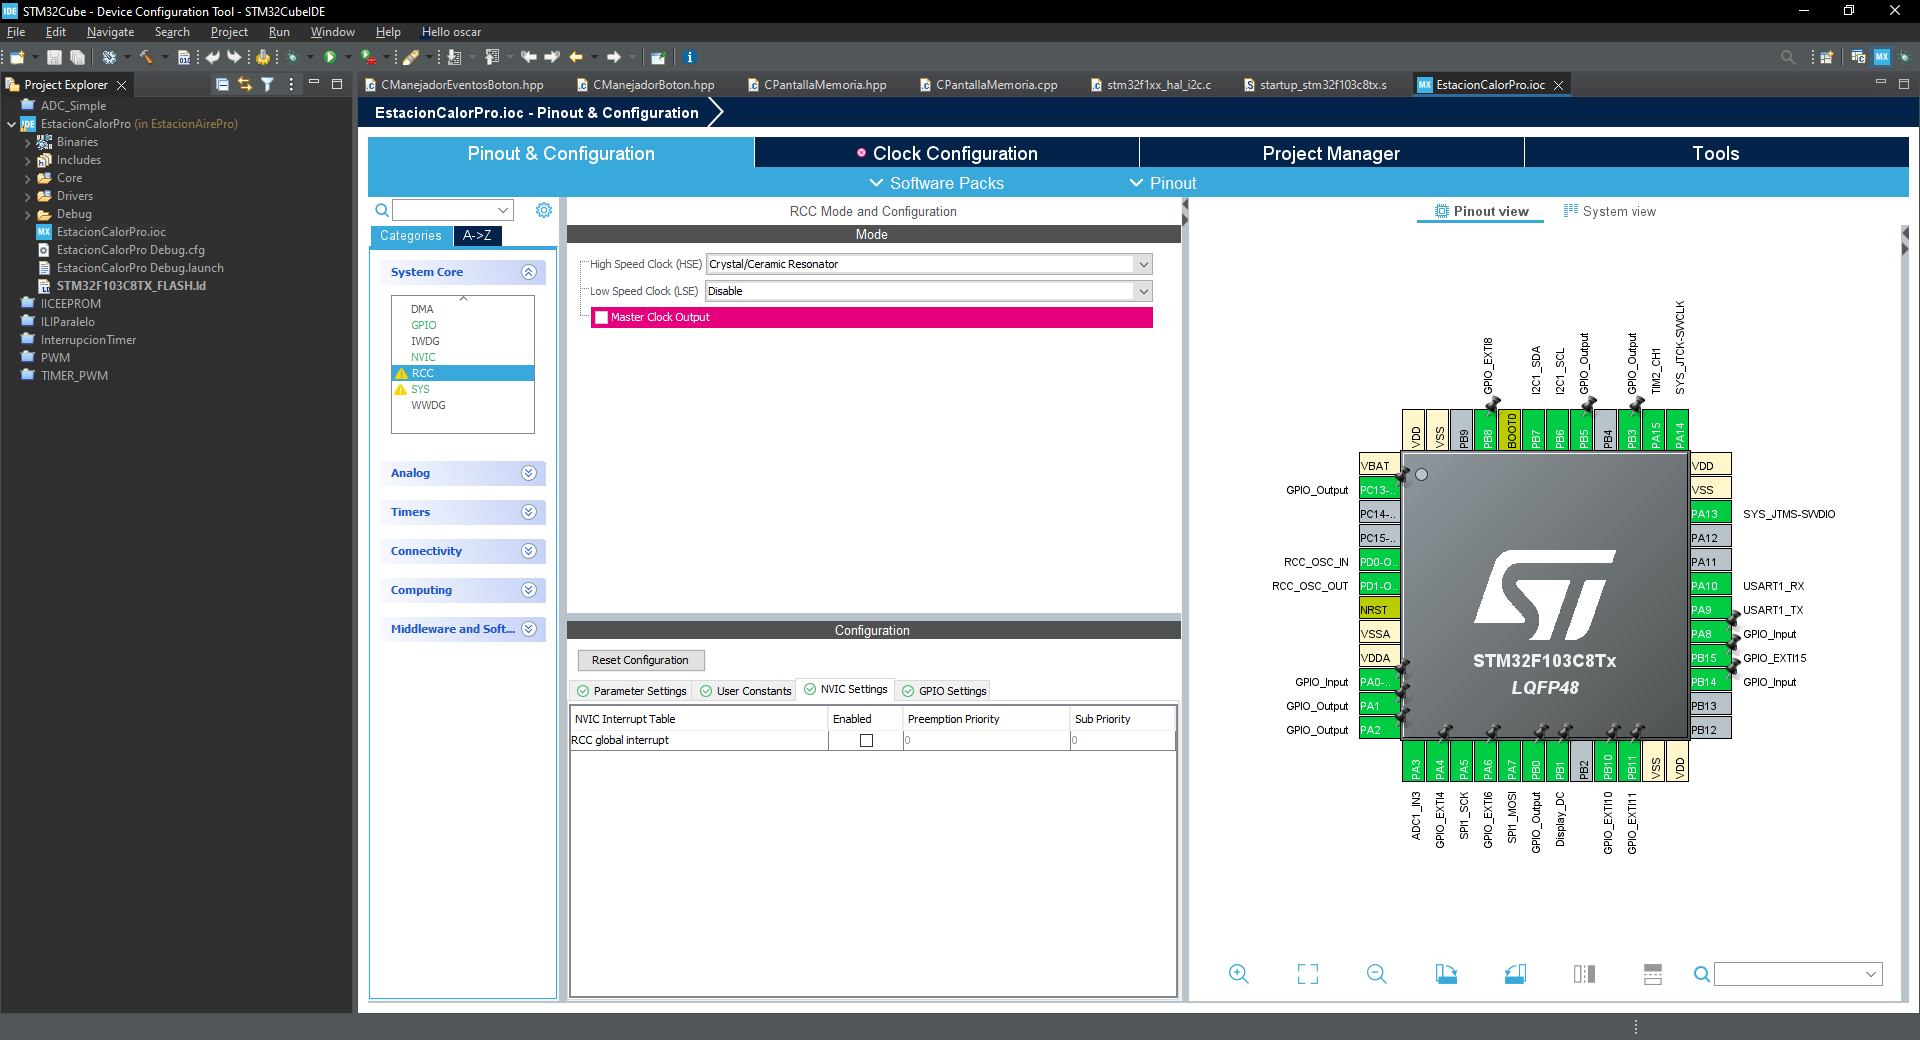 STM32Cube - Device Configuration Tool - STM32CubeIDE
File Edit Navigate Search Project Run Window Help Hello oscar
Project Explorer
CManejadorEventosBoton.hpp CManejadorBoton.hpp CPantallaMemoria.hpp CPantallaMemoria.cpp stm32f1xx_hal_i2c.c startup_stm32f103c8tx.s EstacionCalorPro.ioc
ADC_Simple
EstacionCalorPro (in EstacionAirePro)
Binaries
Includes
Core
Drivers
Debug
EstacionCalorPro.ioc
EstacionCalorPro Debug.cfg
EstacionCalorPro Debug.launch
STM32F103C8TX_FLASH.ld
IICEEPROM
ILIParalelo
InterrupcionTimer
PWM
TIMER_PWM
EstacionCalorPro.ioc - Pinout & Configuration
Pinout & Configuration
Clock Configuration
Project Manager
Tools
Software Packs
Pinout
Categories
A->Z
System Core
DMA
GPIO
IWDG
NVIC
RCC
SYS
WWDG
Analog
Timers
Connectivity
Computing
Middleware and Soft...
RCC Mode and Configuration
Mode
High Speed Clock (HSE) Crystal/Ceramic Resonator
Low Speed Clock (LSE) Disable
Master Clock Output
Configuration
Reset Configuration
Parameter Settings User Constants NVIC Settings GPIO Settings
NVIC Interrupt Table Enabled Preemption Priority Sub Priority
RCC global interrupt 0 0
Pinout view
System view
GPIO_EXTI8
I2C1_SDA
I2C1_SCL
GPIO_Output
GPIO_Output
TIM2_CH1
SYS_JTCK-SWCLK
VDD
VSS
PB9
PB8
BOOT0
PB7
PB6
PB5
PB4
PB3
PA15
PA14
VBAT
GPIO_Output PC13-..
PC14-..
PC15-..
RCC_OSC_IN PD0-O..
RCC_OSC_OUT PD1-O..
NRST
VSSA
VDDA
GPIO_Input PA0-..
GPIO_Output PA1
GPIO_Output PA2
STM32F103C8Tx
LQFP48
VDD
VSS
PA13 SYS_JTMS-SWDIO
PA12
PA11
PA10 USART1_RX
PA9 USART1_TX
PA8 GPIO_Input
PB15 GPIO_EXTI15
PB14 GPIO_Input
PB13
PB12
PA3
PA4
PA5
PA6
PA7
PB0
PB1
PB2
PB10
PB11
VSS
VDD
ADC1_IN3
GPIO_EXTI4
SPI1_SCK
GPIO_EXTI6
SPI1_MOSI
GPIO_Output
Display_DC
GPIO_EXTI10
GPIO_EXTI11